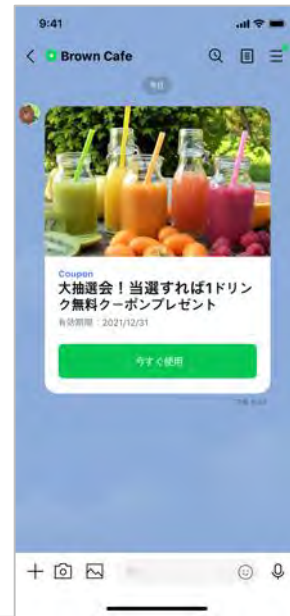 9:41
Brown Cafe
今日
Coupon
大抽選会！当選すれば1ドリン
ク無料クーポンプレゼント
有効期限：2021/12/31
今すぐ使用